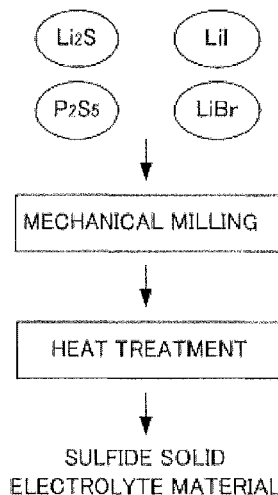 Li2S LiI
P2S5 LiBr
MECHANICAL MILLING
HEAT TREATMENT
SULFIDE SOLID
ELECTROLYTE MATERIAL